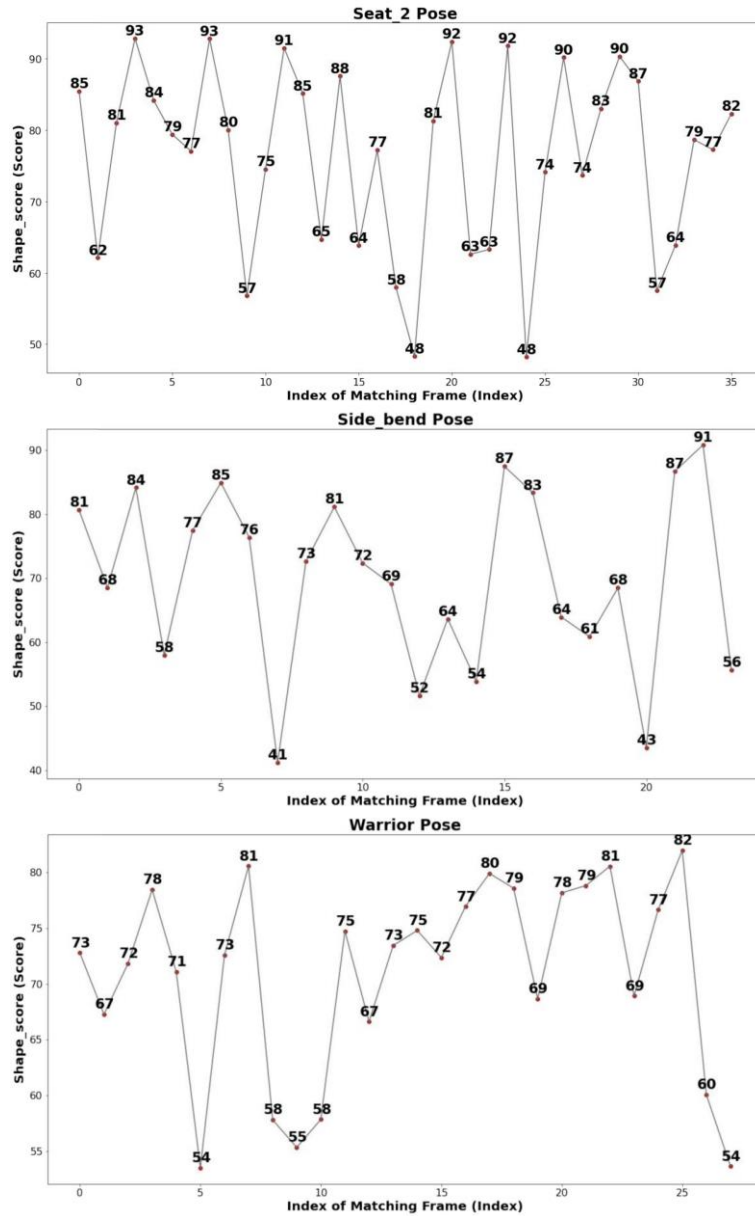 Seat_2 Pose
Shape_score (Score)
90
80
70
60
50
85 62 81 93 84 79 77 93 80 57 75 91 85 65 88 64 77 58 48 81 92 63 63 92 48 74 90 74 83 90 87 57 64 79 77 82
0 5 10 15 20 25 30 35
Index of Matching Frame (Index)
Side_bend Pose
Shape_score (Score)
90
80
70
60
50
40
81 68 84 58 77 85 76 41 73 81 72 69 52 64 54 87 83 64 61 68 43 87 91 56
0 5 10 15 20
Index of Matching Frame (Index)
Warrior Pose
Shape_score (Score)
80
75
70
65
60
55
73 67 72 78 71 54 73 81 58 55 58 75 67 73 75 72 77 80 79 69 78 79 81 69 77 82 60 54
0 5 10 15 20 25
Index of Matching Frame (Index)